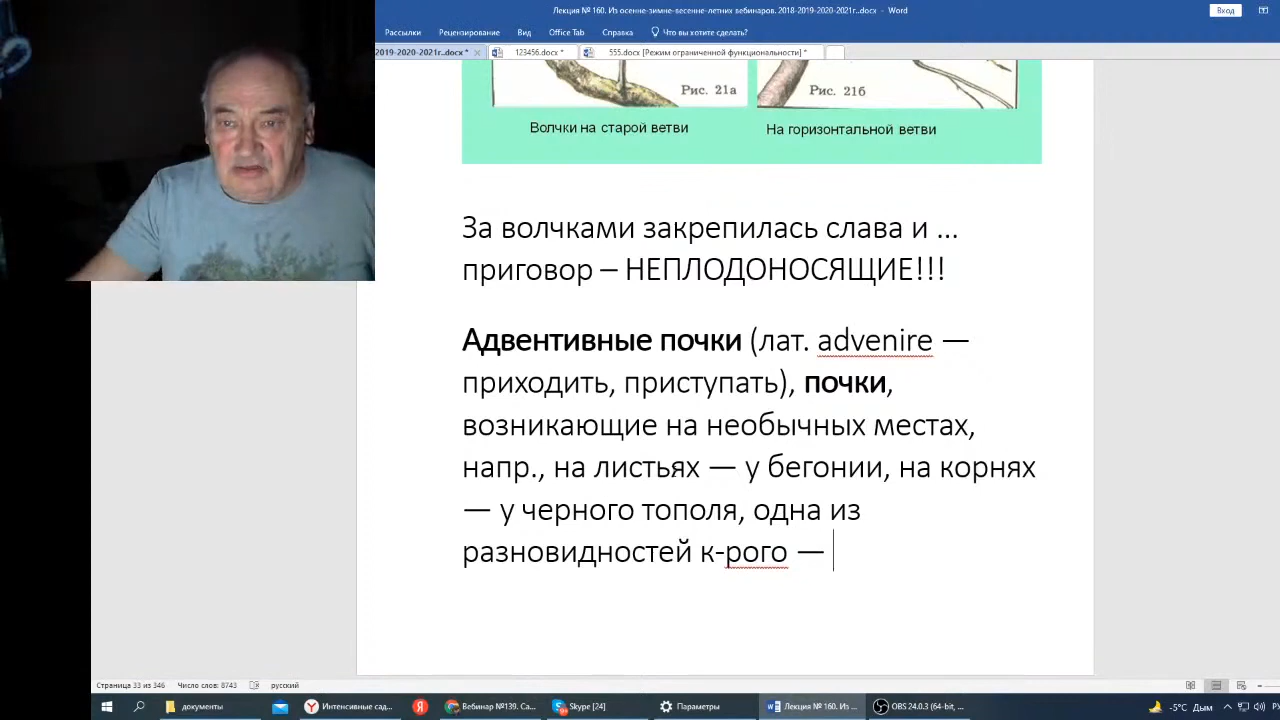 Лекция № 160. Из осенне-зимне-весенне-летних вебинаров. 2018-2019-2020-2021г..docx - Word
Вход
Рассылки Рецензирование Вид Office Tab Справка Что вы хотите сделать?
2019-2020-2021г..docx * 123456.docx * 555.docx [Режим ограниченной функциональности] *
Рис. 21а Рис. 21б
Волчки на старой ветви На горизонтальной ветви
За волчками закрепилась слава и ...
приговор – НЕПЛОДОНОСЯЩИЕ!!!
Адвентивные почки (лат. advenire —
приходить, приступать), почки,
возникающие на необычных местах,
напр., на листьях — у бегонии, на корнях
— у черного тополя, одна из
разновидностей к-рого —
Страница 33 из 346 Число слов: 8743 русский
документы Интенсивные сад... Вебинар №139. Са... Skype [24] Параметры Лекция № 160. Из ... OBS 24.0.3 (64-bit, ... -5°C Дым